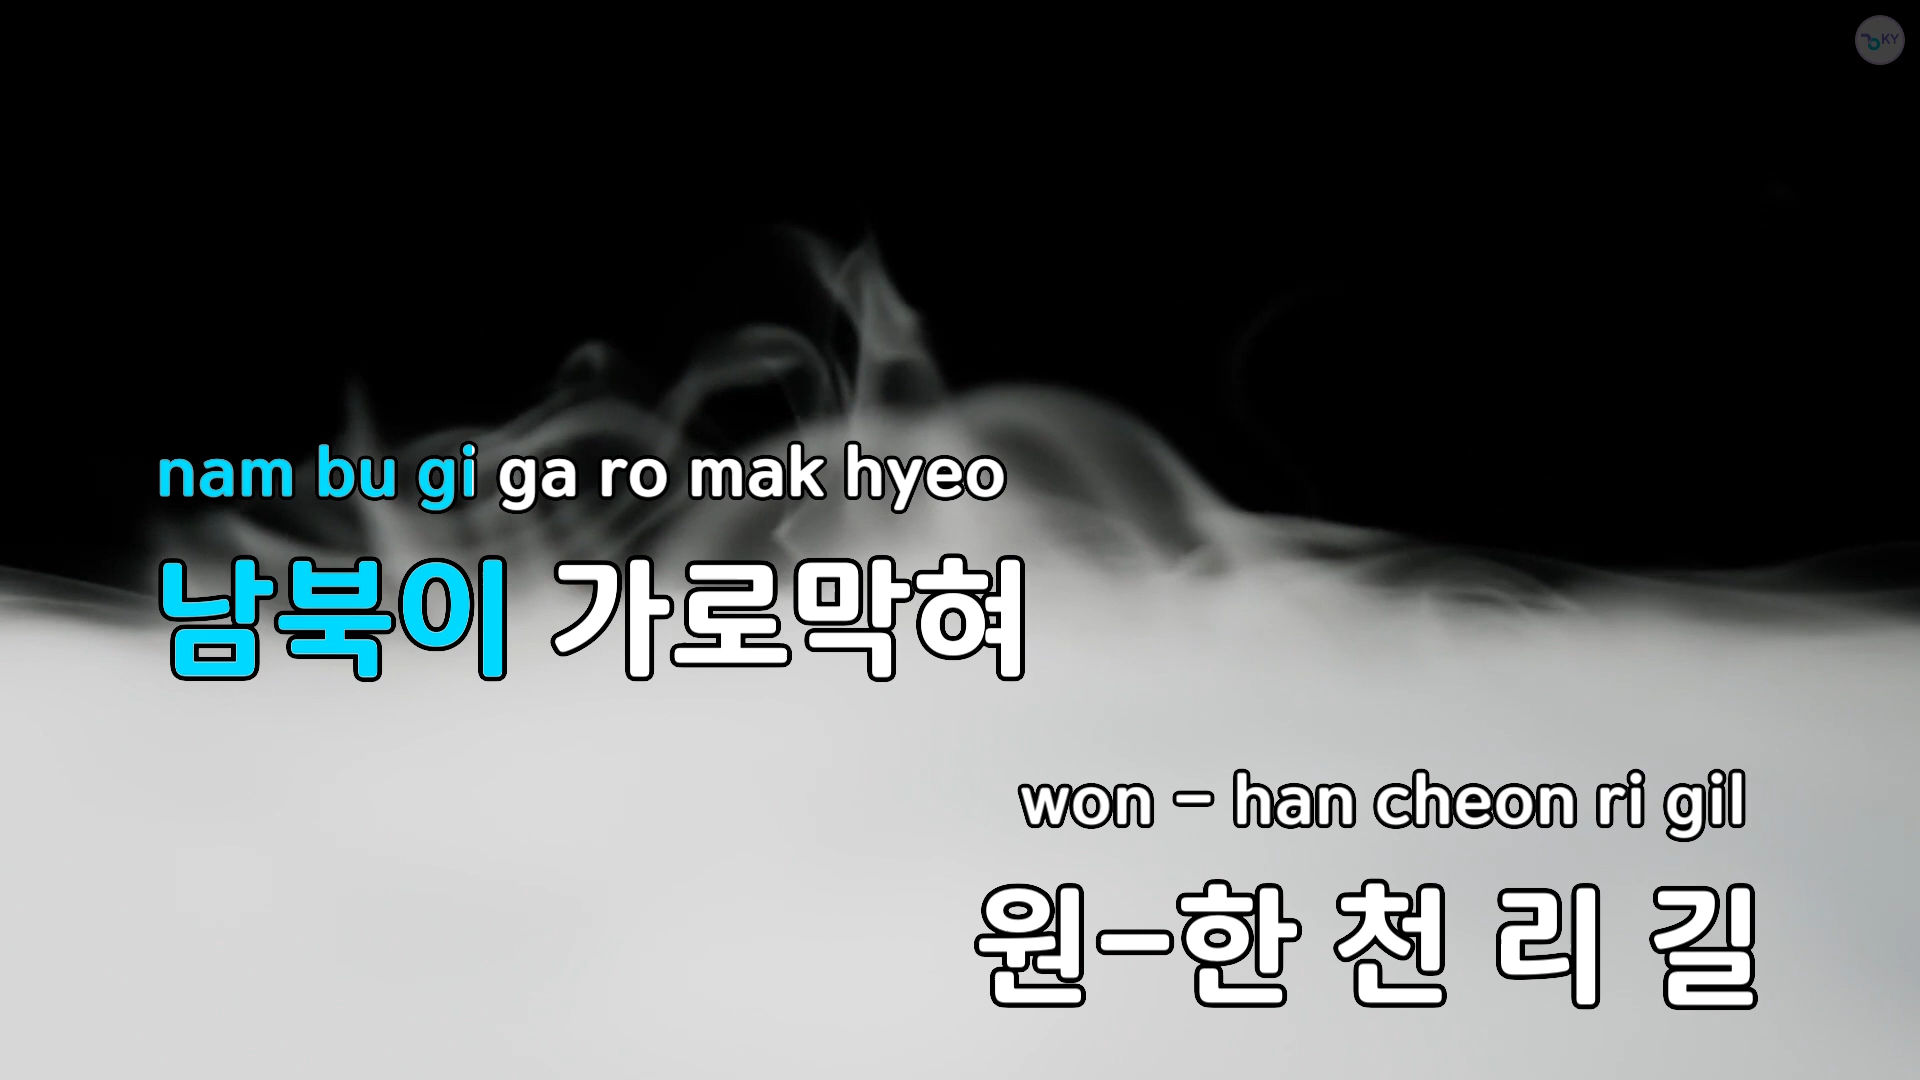 KY
nam bu gi ga ro mak hyeo
남북이 가로막혀
won – han cheon ri gil
원–한 천 리 길